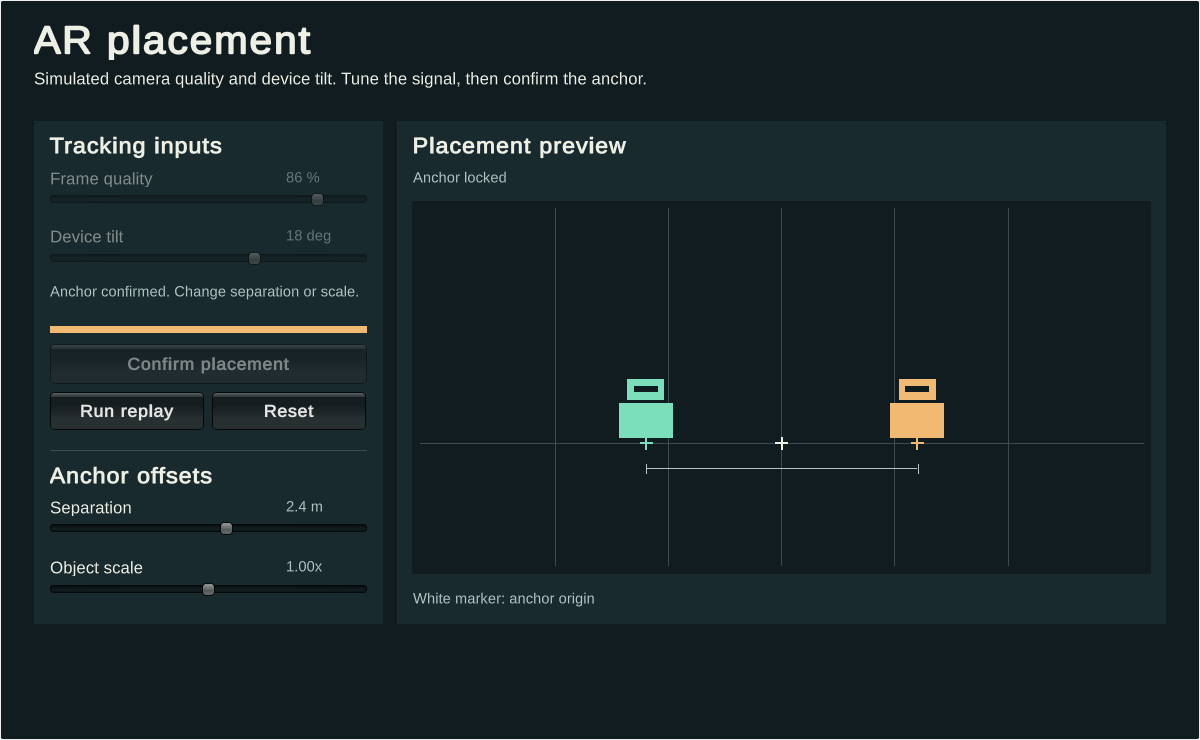 AR placement
Simulated camera quality and device tilt. Tune the signal, then confirm the anchor.
Tracking inputs
Frame quality 86 %
Device tilt 18 deg
Anchor confirmed. Change separation or scale.
Confirm placement
Run replay Reset
Anchor offsets
Separation 2.4 m
Object scale 1.00x
Placement preview
Anchor locked
White marker: anchor origin